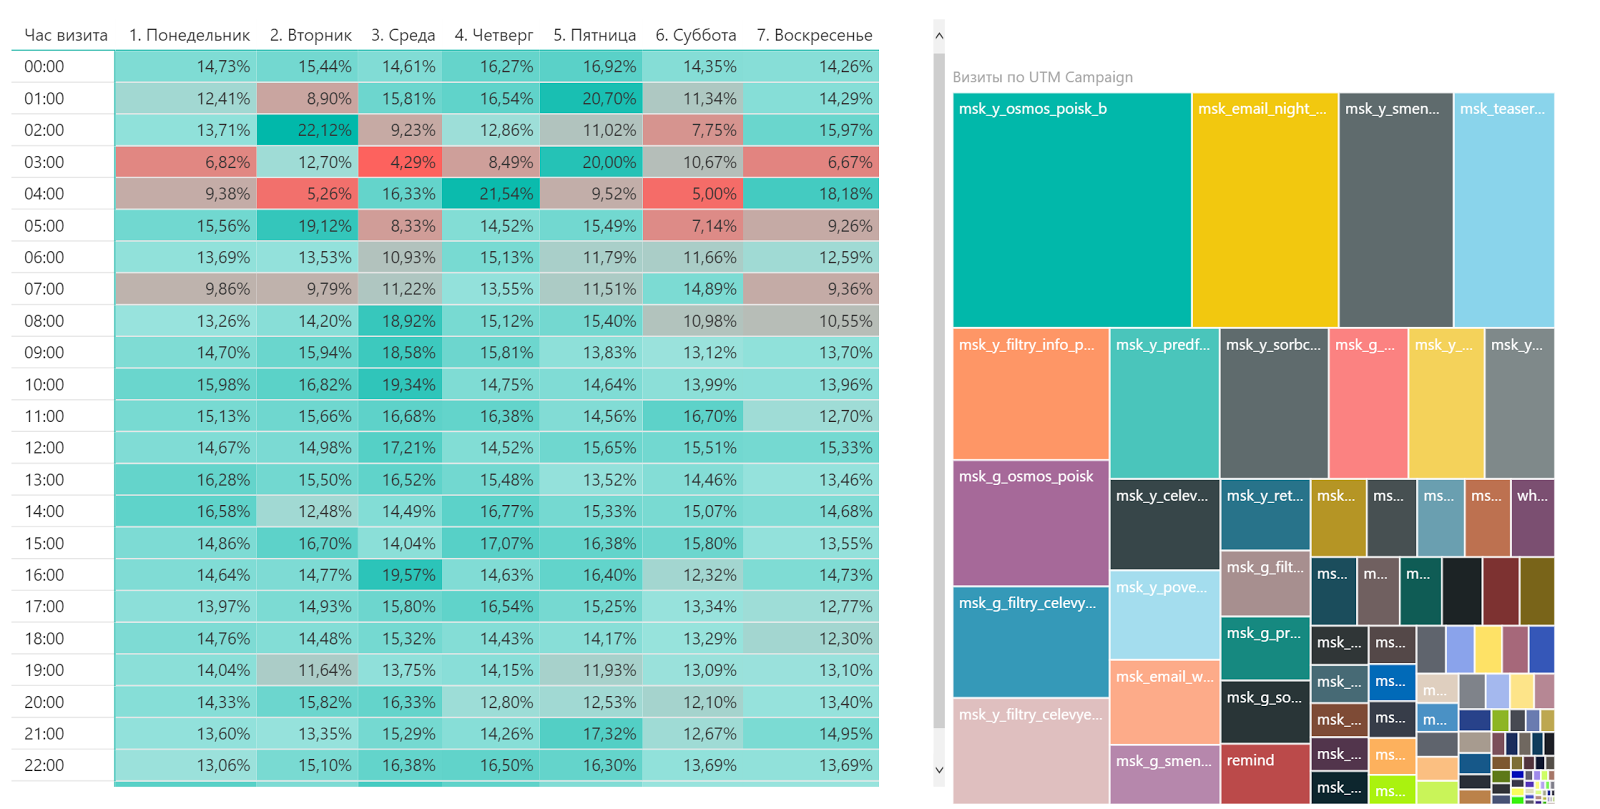 Час визита 1. Понедельник 2. Вторник 3. Среда 4. Четверг 5. Пятница 6. Суббота 7. Воскресенье
00:00 14,73% 15,44% 14,61% 16,27% 16,92% 14,35% 14,26%
01:00 12,41% 8,90% 15,81% 16,54% 20,70% 11,34% 14,29%
02:00 13,71% 22,12% 9,23% 12,86% 11,02% 7,75% 15,97%
03:00 6,82% 12,70% 4,29% 8,49% 20,00% 10,67% 6,67%
04:00 9,38% 5,26% 16,33% 21,54% 9,52% 5,00% 18,18%
05:00 15,56% 19,12% 8,33% 14,52% 15,49% 7,14% 9,26%
06:00 13,69% 13,53% 10,93% 15,13% 11,79% 11,66% 12,59%
07:00 9,86% 9,79% 11,22% 13,55% 11,51% 14,89% 9,36%
08:00 13,26% 14,20% 18,92% 15,12% 15,40% 10,98% 10,55%
09:00 14,70% 15,94% 18,58% 15,81% 13,83% 13,12% 13,70%
10:00 15,98% 16,82% 19,34% 14,75% 14,64% 13,99% 13,96%
11:00 15,13% 15,66% 16,68% 16,38% 14,56% 16,70% 12,70%
12:00 14,67% 14,98% 17,21% 14,52% 15,65% 15,51% 15,33%
13:00 16,28% 15,50% 16,52% 15,48% 13,52% 14,46% 13,46%
14:00 16,58% 12,48% 14,49% 16,77% 15,33% 15,07% 14,68%
15:00 14,86% 16,70% 14,04% 17,07% 16,38% 15,80% 13,55%
16:00 14,64% 14,77% 19,57% 14,63% 16,40% 12,32% 14,73%
17:00 13,97% 14,93% 15,80% 16,54% 15,25% 13,34% 12,77%
18:00 14,76% 14,48% 15,32% 14,43% 14,17% 13,29% 12,30%
19:00 14,04% 11,64% 13,75% 14,15% 11,93% 13,09% 13,10%
20:00 14,33% 15,82% 16,33% 12,80% 12,53% 12,10% 13,40%
21:00 13,60% 13,35% 15,29% 14,26% 17,32% 12,67% 14,95%
22:00 13,06% 15,10% 16,38% 16,50% 16,30% 13,69% 13,69%
Визиты по UTM Campaign
msk_y_osmos_poisk_b msk_email_night_... msk_y_smen... msk_teaser...
msk_y_filtry_info_p... msk_y_predf... msk_y_sorbc... msk_g_... msk_y_... msk_y...
msk_g_osmos_poisk
msk_y_celev... msk_y_ret... msk... ms... ms... ms... wh...
msk_g_filt... ms... m... m...
msk_y_pove...
msk_g_filtry_celevy...
msk_g_pr... msk_... ms...
msk_email_w... msk_... ms... m...
msk_g_so...
msk_y_filtry_celevye... msk_... ms... m...
msk_g_smen... remind msk_... ms...
msk_... ms...